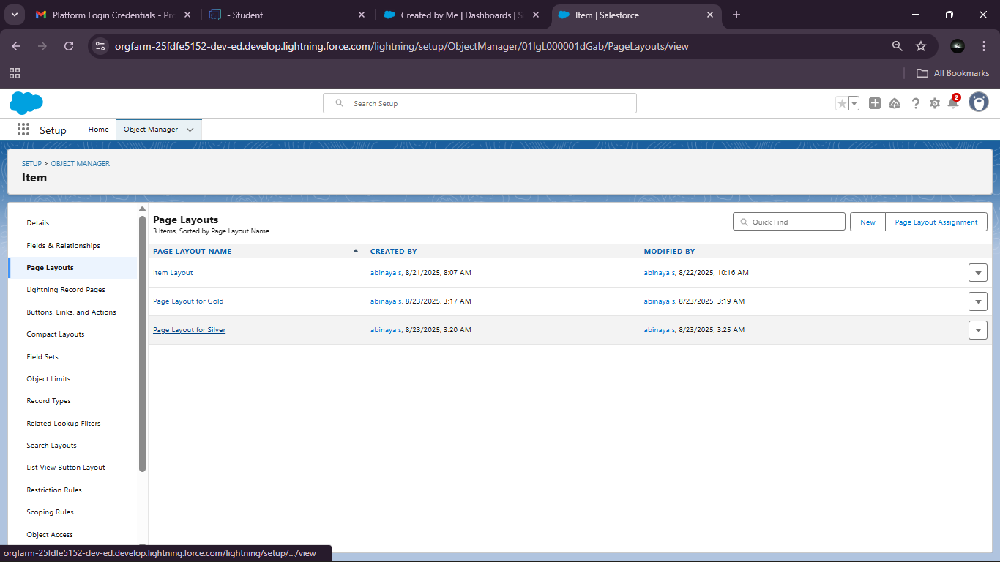 Platform Login Credentials - Pro
- Student
Created by Me | Dashboards | S
Item | Salesforce
orgfarm-25fdfe5152-dev-ed.develop.lightning.force.com/lightning/setup/ObjectManager/01IgL000001dGab/PageLayouts/view
All Bookmarks
Search Setup
2
Setup
Home
Object Manager
SETUP > OBJECT MANAGER
Item
Details
Fields & Relationships
Page Layouts
Lightning Record Pages
Buttons, Links, and Actions
Compact Layouts
Field Sets
Object Limits
Record Types
Related Lookup Filters
Search Layouts
List View Button Layout
Restriction Rules
Scoping Rules
Object Access
Page Layouts
3 Items, Sorted by Page Layout Name
Quick Find
New
Page Layout Assignment
PAGE LAYOUT NAME CREATED BY MODIFIED BY
Item Layout abinaya s, 8/21/2025, 8:07 AM abinaya s, 8/22/2025, 10:16 AM
Page Layout for Gold abinaya s, 8/23/2025, 3:17 AM abinaya s, 8/23/2025, 3:19 AM
Page Layout for Silver abinaya s, 8/23/2025, 3:20 AM abinaya s, 8/23/2025, 3:25 AM
orgfarm-25fdfe5152-dev-ed.develop.lightning.force.com/lightning/setup/.../view